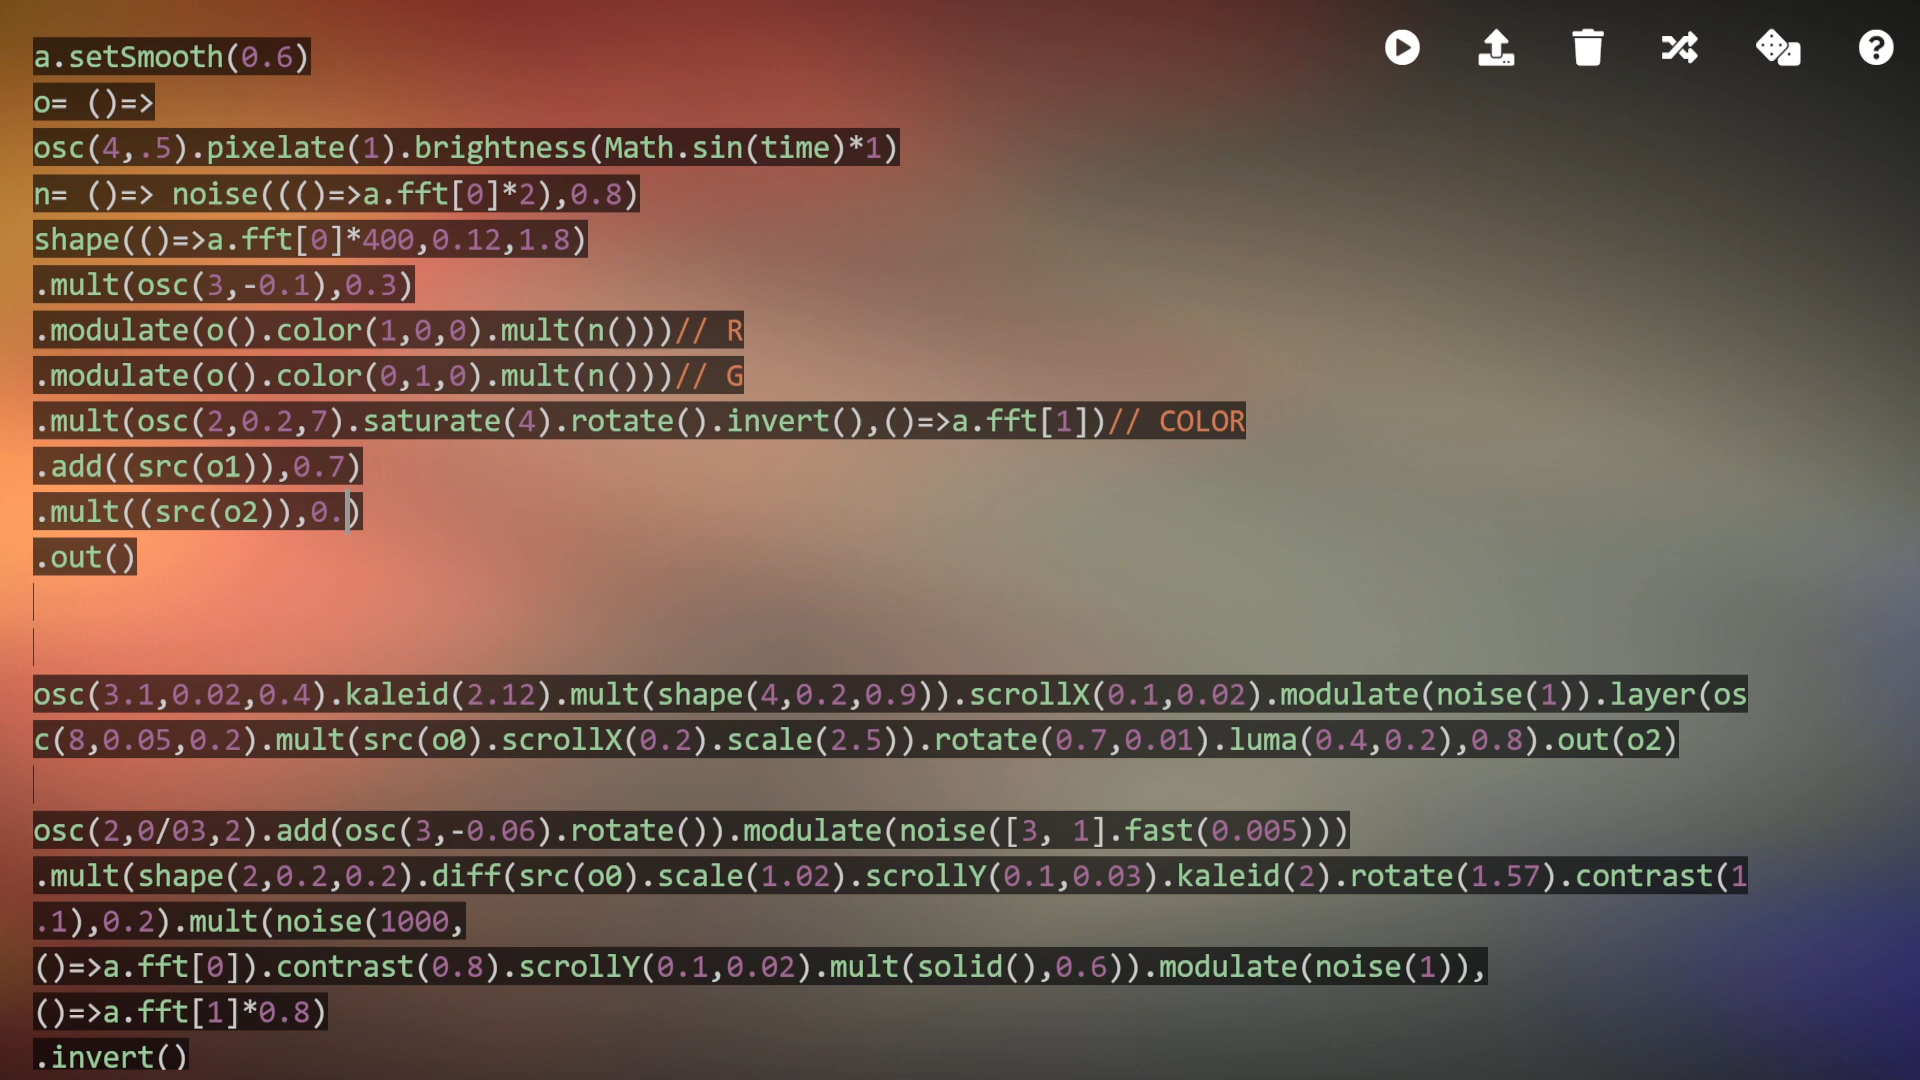 a.setSmooth(0.6)
o= ()=>
osc(4,.5).pixelate(1).brightness(Math.sin(time)*1)
n= ()=> noise((()=>a.fft[0]*2),0.8)
shape(()=>a.fft[0]*400,0.12,1.8)
.mult(osc(3,-0.1),0.3)
.modulate(o().color(1,0,0).mult(n()))// R
.modulate(o().color(0,1,0).mult(n()))// G
.mult(osc(2,0.2,7).saturate(4).rotate().invert(),()=>a.fft[1])// COLOR
.add((src(o1)),0.7)
.mult((src(o2)),0.)
.out()
osc(3.1,0.02,0.4).kaleid(2.12).mult(shape(4,0.2,0.9)).scrollX(0.1,0.02).modulate(noise(1)).layer(os
c(8,0.05,0.2).mult(src(o0).scrollX(0.2).scale(2.5)).rotate(0.7,0.01).luma(0.4,0.2),0.8).out(o2)
osc(2,0/03,2).add(osc(3,-0.06).rotate()).modulate(noise([3, 1].fast(0.005)))
.mult(shape(2,0.2,0.2).diff(src(o0).scale(1.02).scrollY(0.1,0.03).kaleid(2).rotate(1.57).contrast(1
.1),0.2).mult(noise(1000,
()=>a.fft[0]).contrast(0.8).scrollY(0.1,0.02).mult(solid(),0.6)).modulate(noise(1)),
()=>a.fft[1]*0.8)
.invert()